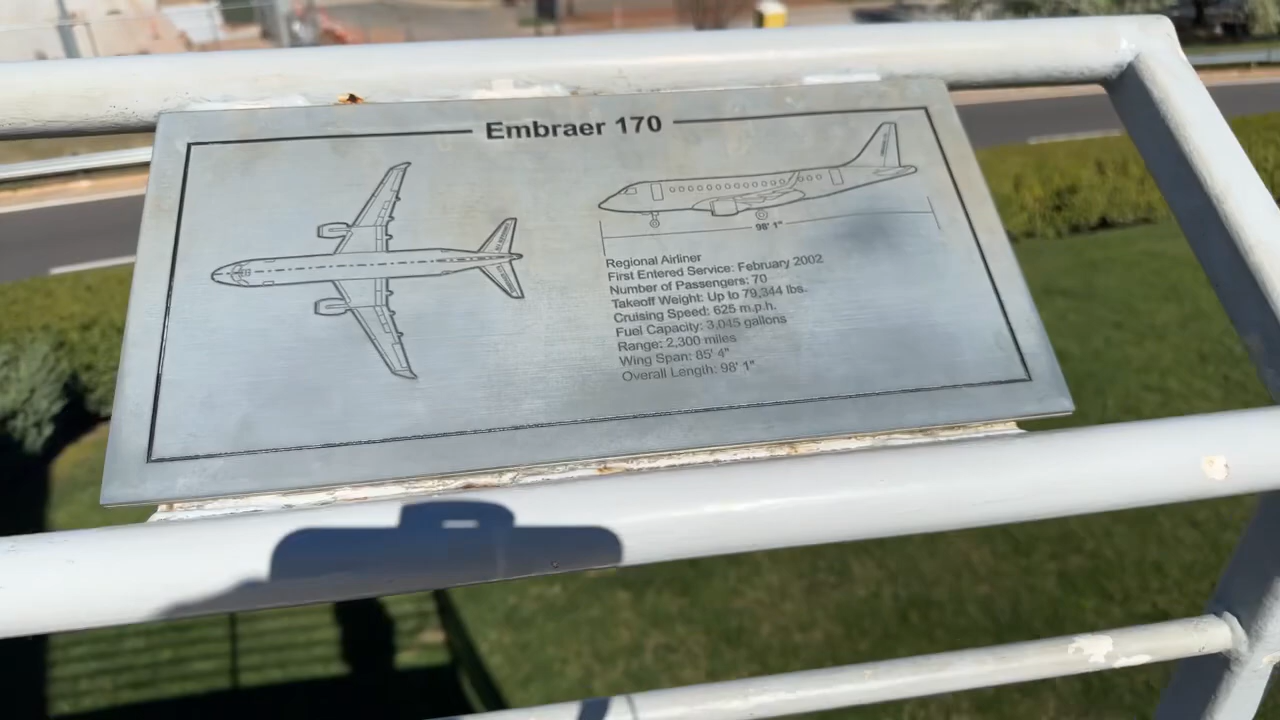 Embraer 170
98' 1"
Regional Airliner
First Entered Service: February 2002
Number of Passengers: 70
Takeoff Weight: Up to 79,344 lbs.
Cruising Speed: 625 m.p.h.
Fuel Capacity: 3,045 gallons
Range: 2,300 miles
Wing Span: 85' 4"
Overall Length: 98' 1"